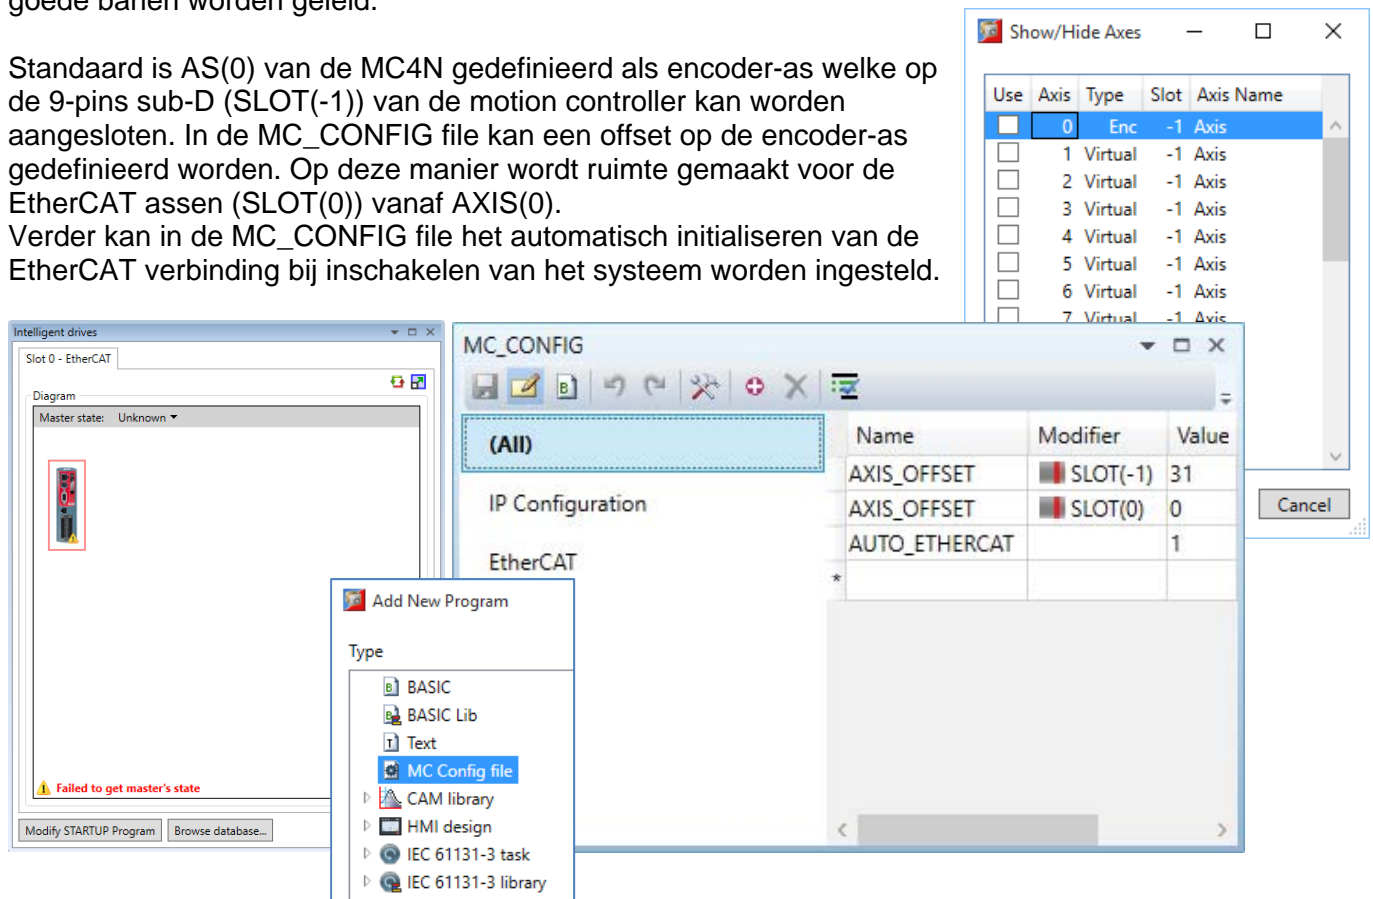 goede banen worden geleid.
Standaard is AS(0) van de MC4N gedefinieerd als encoder-as welke op
de 9-pins sub-D (SLOT(-1)) van de motion controller kan worden
aangesloten. In de MC_CONFIG file kan een offset op de encoder-as
gedefinieerd worden. Op deze manier wordt ruimte gemaakt voor de
EtherCAT assen (SLOT(0)) vanaf AXIS(0).
Verder kan in de MC_CONFIG file het automatisch initialiseren van de
EtherCAT verbinding bij inschakelen van het systeem worden ingesteld.
Show/Hide Axes
Use Axis Type Slot Axis Name
0 Enc -1 Axis
1 Virtual -1 Axis
2 Virtual -1 Axis
3 Virtual -1 Axis
4 Virtual -1 Axis
5 Virtual -1 Axis
6 Virtual -1 Axis
7 Virtual -1 Axis
Cancel
Intelligent drives
Slot 0 - EtherCAT
Diagram
Master state: Unknown
Failed to get master's state
Modify STARTUP Program Browse database...
MC_CONFIG
(All)
IP Configuration
EtherCAT
Name Modifier Value
AXIS_OFFSET SLOT(-1) 31
AXIS_OFFSET SLOT(0) 0
AUTO_ETHERCAT 1
*
Add New Program
Type
BASIC
BASIC Lib
Text
MC Config file
CAM library
HMI design
IEC 61131-3 task
IEC 61131-3 library